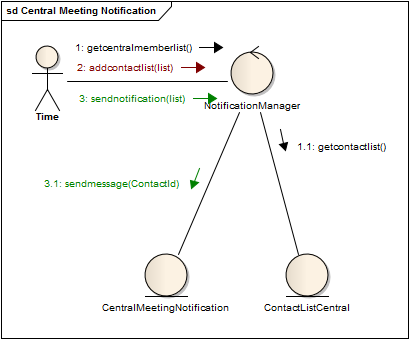 sd Central Meeting Notification
1: getcentralmemberlist()
2: addcontactlist(list)
3: sendnotification(list)
Time
NotificationManager
1.1: getcontactlist()
3.1: sendmessage(ContactId)
CentralMeetingNotification
ContactListCentral